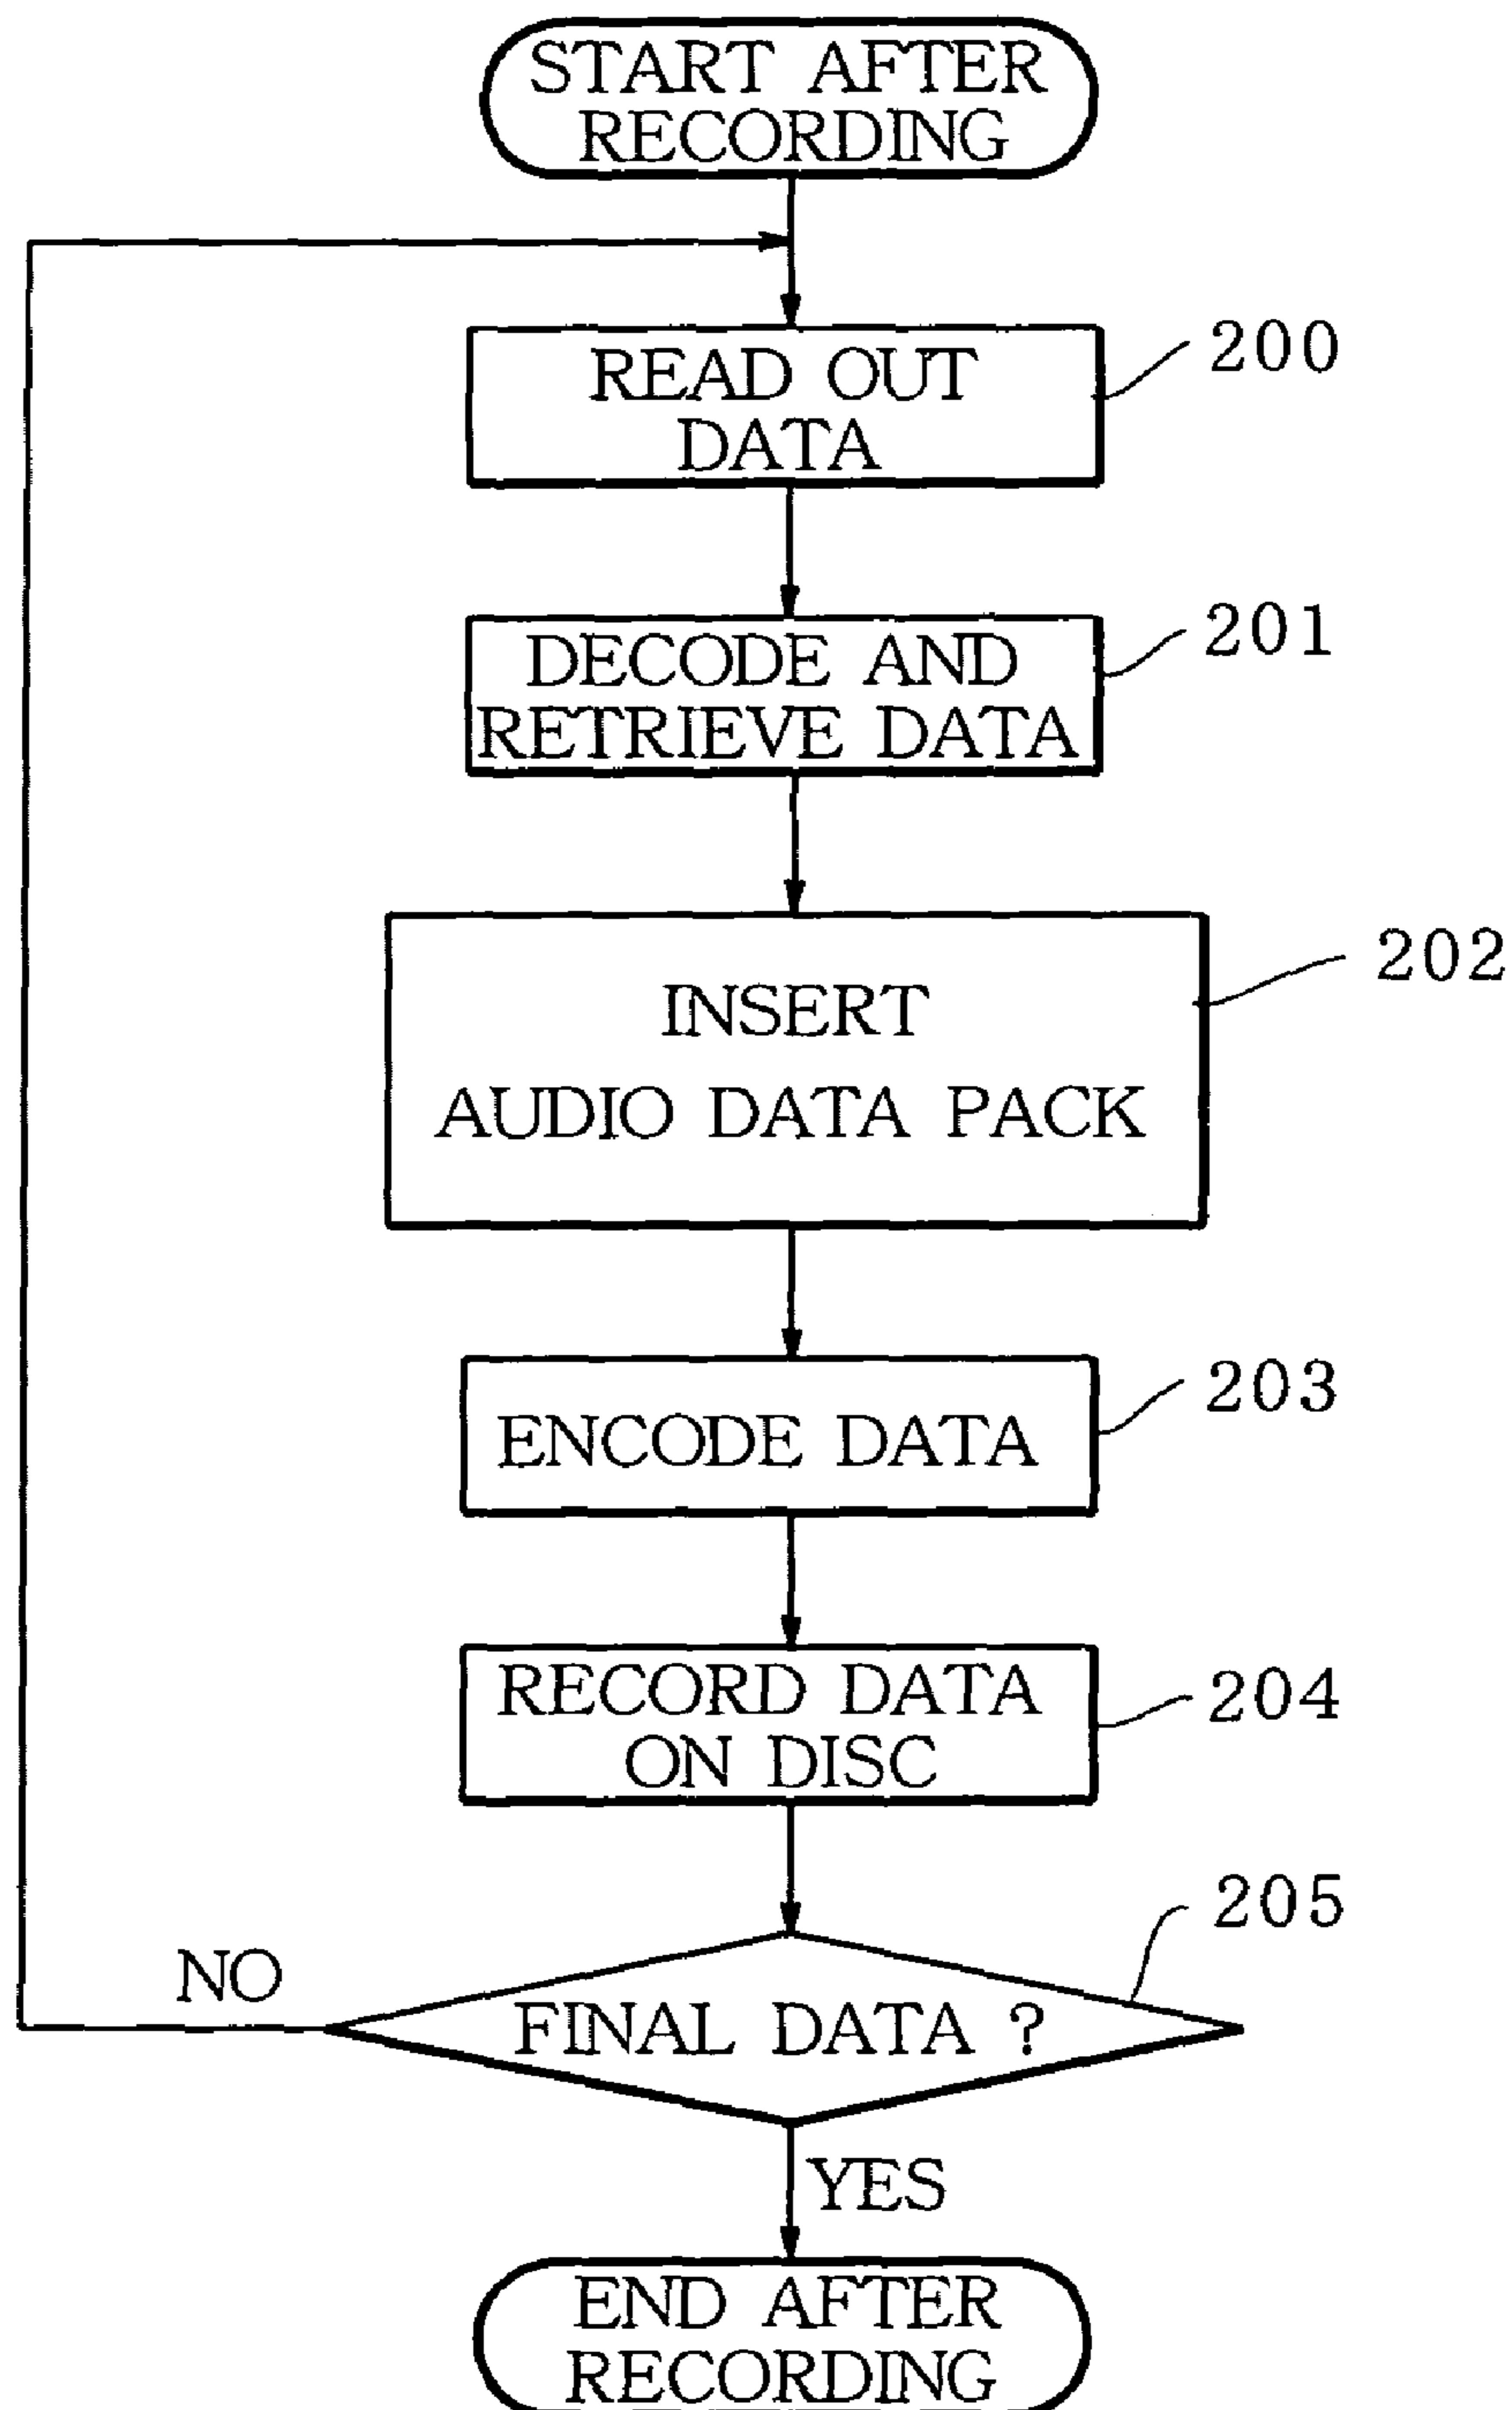 START AFTER
RECORDING
READ OUT
DATA
200
DECODE AND
RETRIEVE DATA
201
INSERT
AUDIO DATA PACK
202
ENCODE DATA
203
RECORD DATA
ON DISC
204
FINAL DATA ?
205
NO
YES
END AFTER
RECORDING